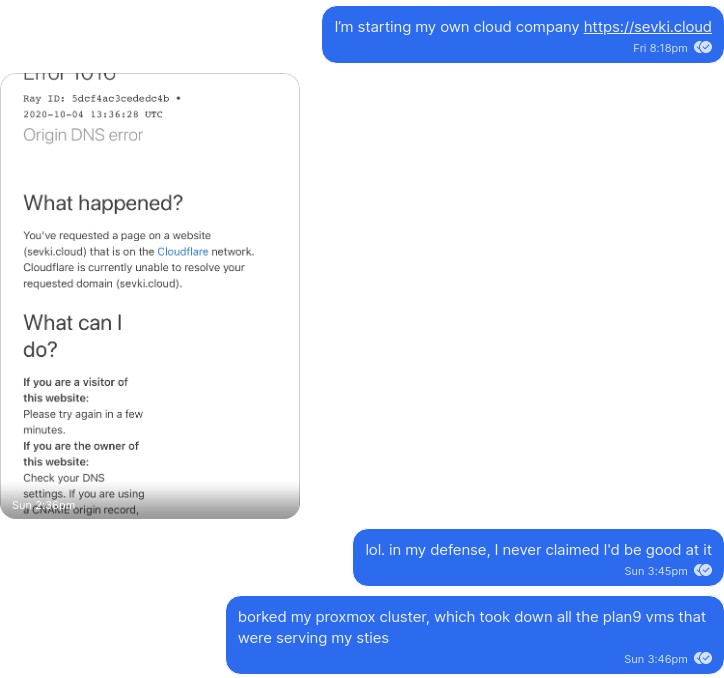 I'm starting my own cloud company https://sevki.cloud
Fri 8:18pm
Error 1016
Ray ID: 5dcf4ac3cededc4b •
2020-10-04 13:36:28 UTC
Origin DNS error
What happened?
You've requested a page on a website
(sevki.cloud) that is on the Cloudflare network.
Cloudflare is currently unable to resolve your
requested domain (sevki.cloud).
What can I
do?
If you are a visitor of
this website:
Please try again in a few
minutes.
If you are the owner of
this website:
Check your DNS
settings. If you are using
a CNAME origin record,
Sun 2:36pm
lol. in my defense, I never claimed I'd be good at it
Sun 3:45pm
borked my proxmox cluster, which took down all the plan9 vms that
were serving my sties
Sun 3:46pm